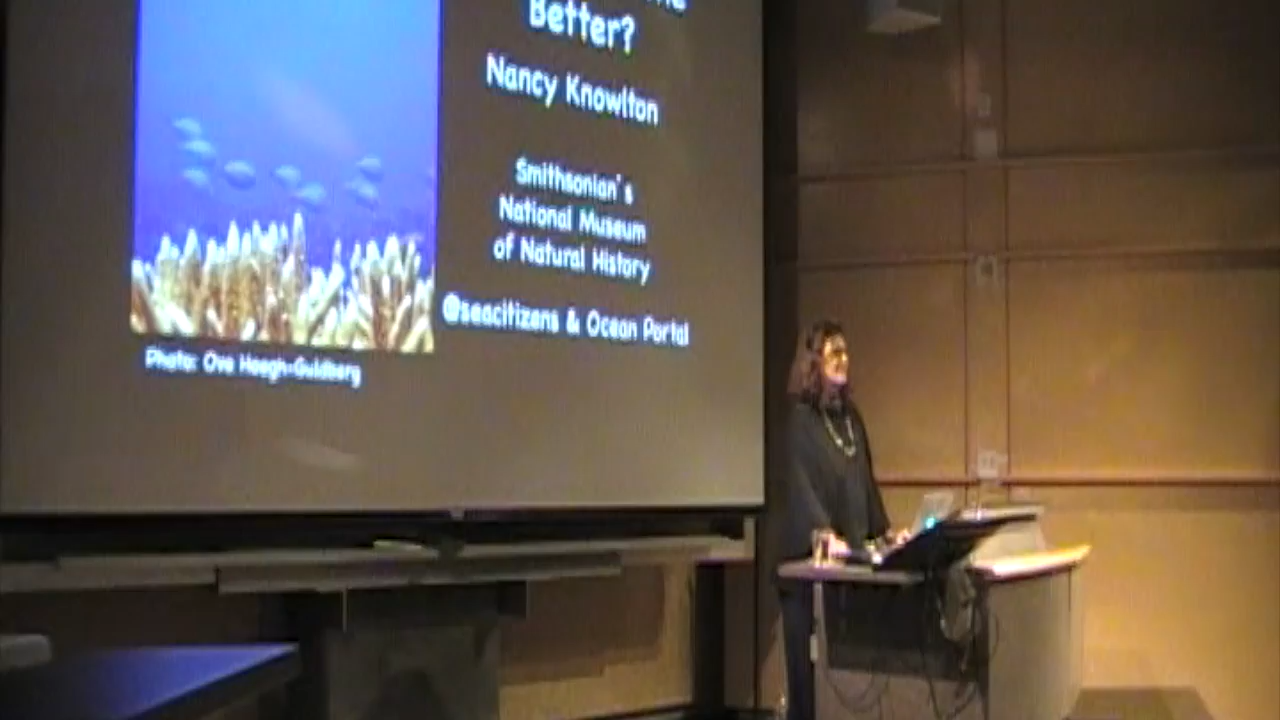 Better?
Nancy Knowlton
Smithsonian's
National Museum
of Natural History
@seacitizens & Ocean Portal
Photo: Ove Hoegh-Guldberg